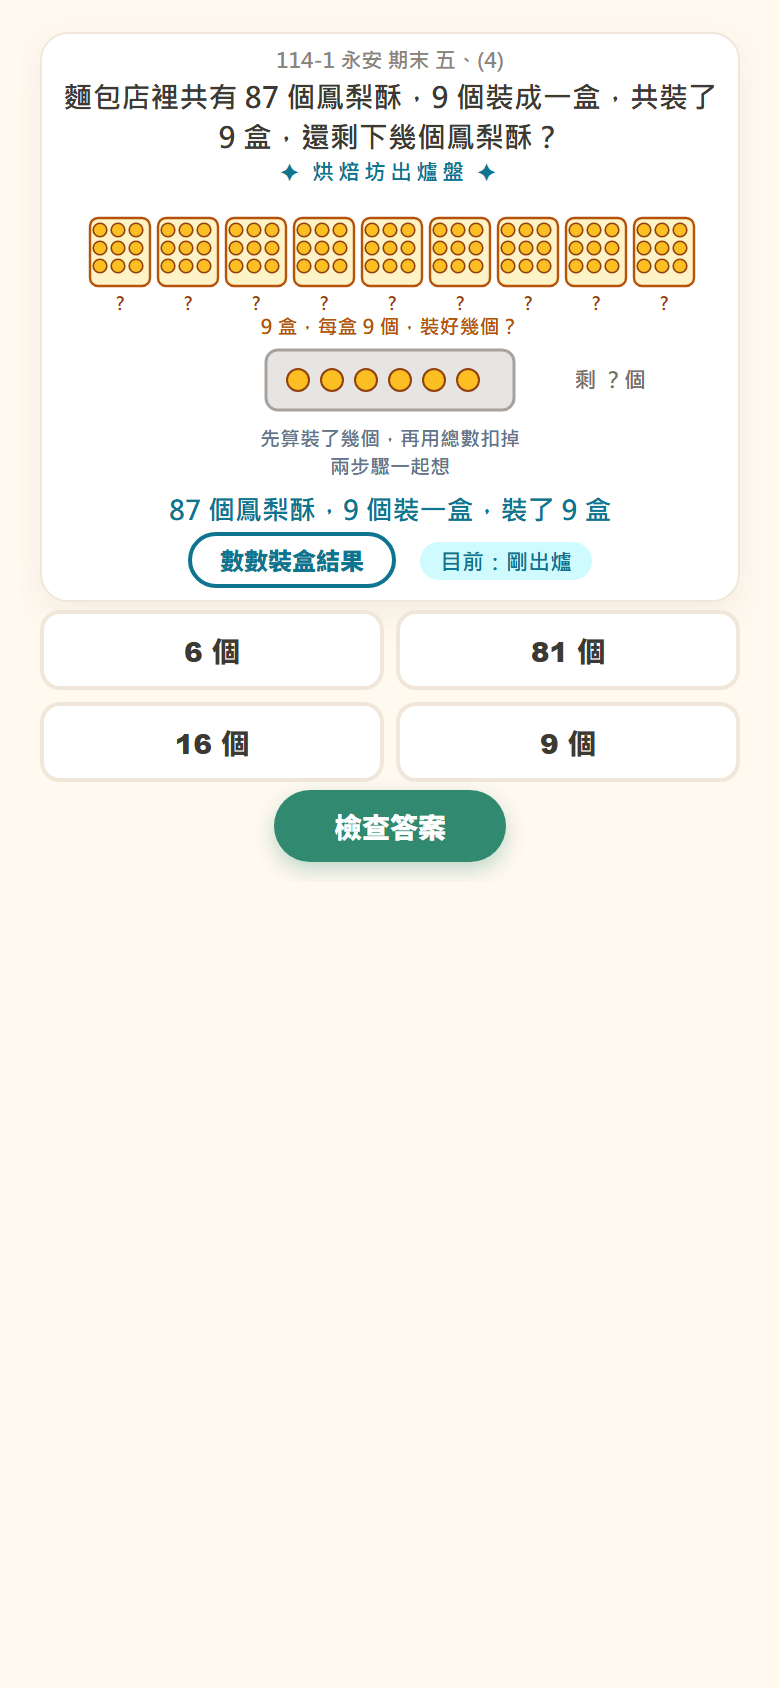 114-1 永安 期末 五、(4)
麵包店裡共有 87 個鳳梨酥，9 個裝成一盒，共裝了
9 盒，還剩下幾個鳳梨酥？
✦ 烘焙坊出爐盤 ✦
? ? ? ? ? ? ? ? ?
9 盒，每盒 9 個，裝好幾個？
剩 ？個
先算裝了幾個，再用總數扣掉
兩步驟一起想
87 個鳳梨酥，9 個裝一盒，裝了 9 盒
數數裝盒結果 目前：剛出爐
6 個 81 個
16 個 9 個
檢查答案